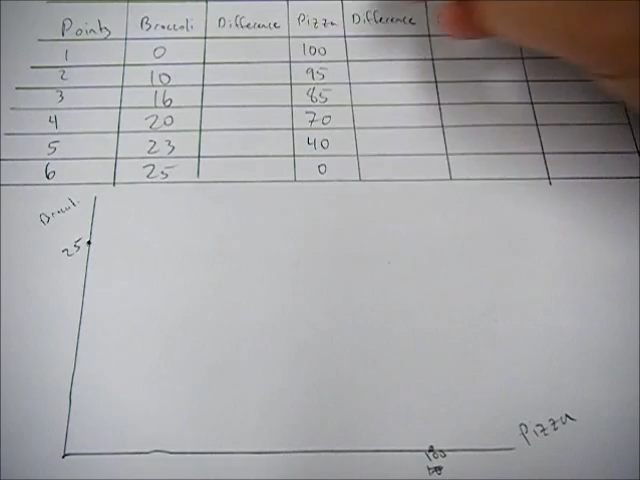 Points Broccoli Difference Pizza Difference
1 0 100
2 10 95
3 16 85
4 20 70
5 23 40
6 25 0
25
Pizza
100